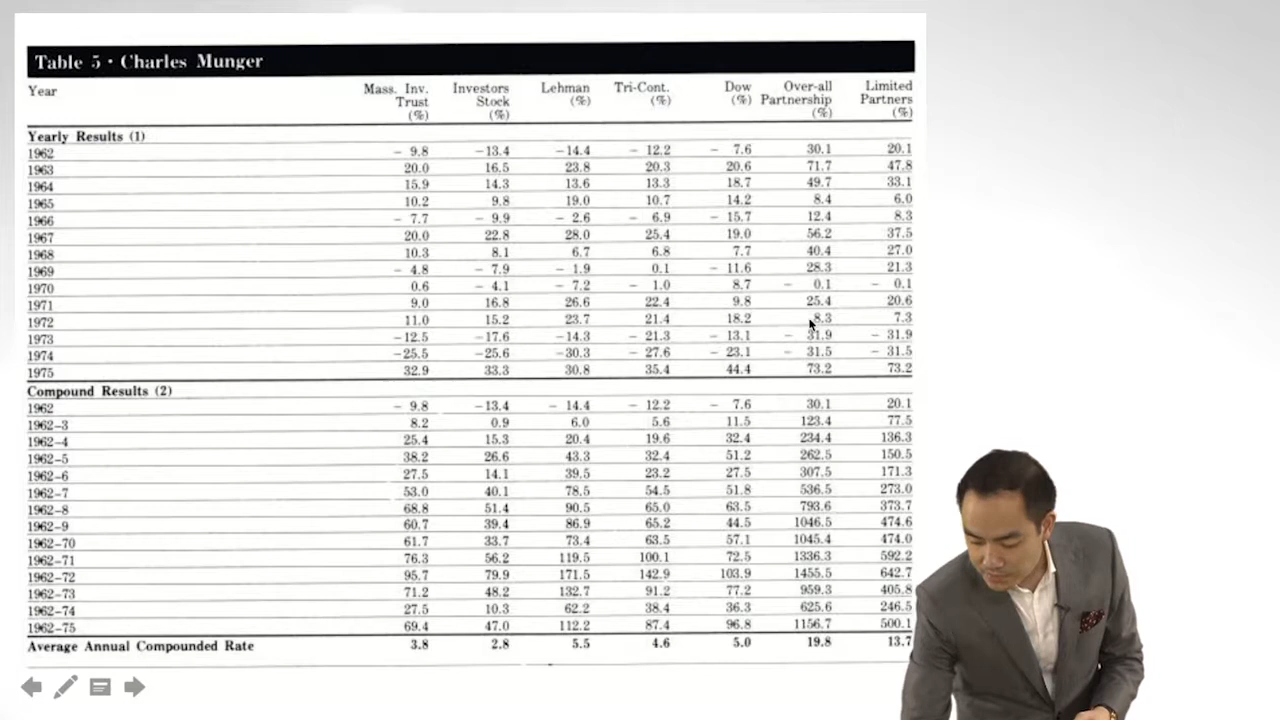 Table 5 · Charles Munger
Year Mass. Inv. Trust (%) Investors Stock (%) Lehman (%) Tri-Cont. (%) Dow (%) Over-all Partnership (%) Limited Partners (%)
Yearly Results (1)
1962 – 9.8 –13.4 –14.4 – 12.2 – 7.6 30.1 20.1
1963 20.0 16.5 23.8 20.3 20.6 71.7 47.8
1964 15.9 14.3 13.6 13.3 18.7 49.7 33.1
1965 10.2 9.8 19.0 10.7 14.2 8.4 6.0
1966 – 7.7 – 9.9 – 2.6 – 6.9 – 15.7 12.4 8.3
1967 20.0 22.8 28.0 25.4 19.0 56.2 37.5
1968 10.3 8.1 6.7 6.8 7.7 40.4 27.0
1969 – 4.8 – 7.9 – 1.9 0.1 – 11.6 28.3 21.3
1970 0.6 – 4.1 – 7.2 – 1.0 8.7 – 0.1 – 0.1
1971 9.0 16.8 26.6 22.4 9.8 25.4 20.6
1972 11.0 15.2 23.7 21.4 18.2 8.3 7.3
1973 –12.5 –17.6 –14.3 – 21.3 – 13.1 – 31.9 – 31.9
1974 –25.5 –25.6 –30.3 – 27.6 – 23.1 – 31.5 – 31.5
1975 32.9 33.3 30.8 35.4 44.4 73.2 73.2
Compound Results (2)
1962 – 9.8 –13.4 – 14.4 – 12.2 – 7.6 30.1 20.1
1962–3 8.2 0.9 6.0 5.6 11.5 123.4 77.5
1962–4 25.4 15.3 20.4 19.6 32.4 234.4 136.3
1962–5 38.2 26.6 43.3 32.4 51.2 262.5 150.5
1962–6 27.5 14.1 39.5 23.2 27.5 307.5 171.3
1962–7 53.0 40.1 78.5 54.5 51.8 536.5 273.0
1962–8 68.8 51.4 90.5 65.0 63.5 793.6 373.7
1962–9 60.7 39.4 86.9 65.2 44.5 1046.5 474.6
1962–70 61.7 33.7 73.4 63.5 57.1 1045.4 474.0
1962–71 76.3 56.2 119.5 100.1 72.5 1336.3 592.2
1962–72 95.7 79.9 171.5 142.9 103.9 1455.5 642.7
1962–73 71.2 48.2 132.7 91.2 77.2 959.3 405.8
1962–74 27.5 10.3 62.2 38.4 36.3 625.6 246.5
1962–75 69.4 47.0 112.2 87.4 96.8 1156.7 500.1
Average Annual Compounded Rate 3.8 2.8 5.5 4.6 5.0 19.8 13.7